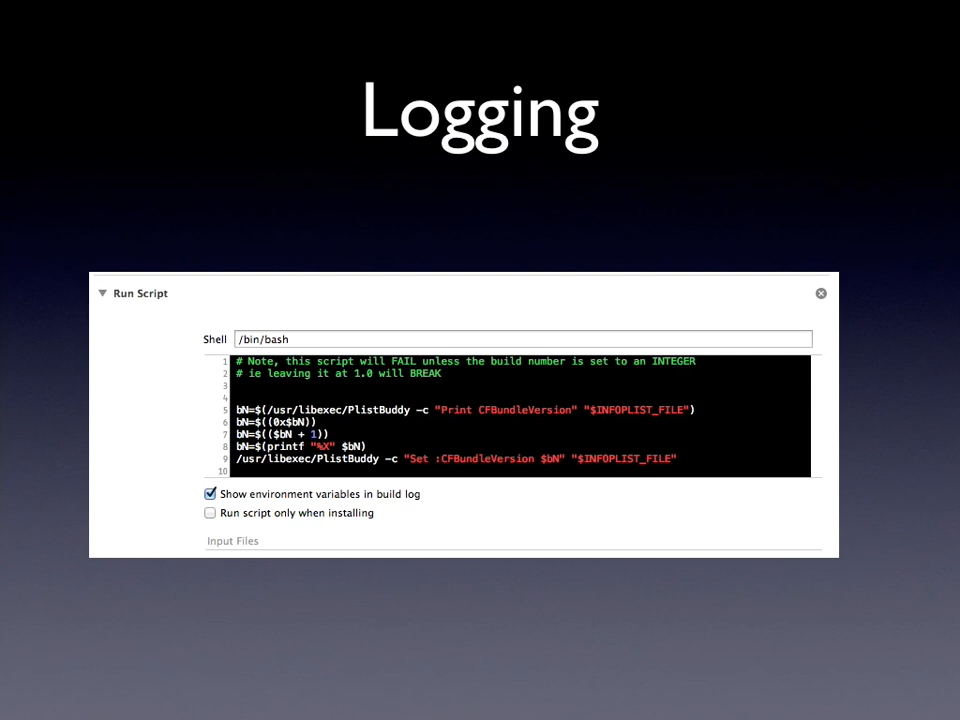 Logging
Run Script
Shell /bin/bash
1 # Note, this script will FAIL unless the build number is set to an INTEGER
2 # ie leaving it at 1.0 will BREAK
3
4
5 bN=$(/usr/libexec/PlistBuddy -c "Print CFBundleVersion" "$INFOPLIST_FILE")
6 bN=$((0x$bN))
7 bN=$(($bN + 1))
8 bN=$(printf "%X" $bN)
9 /usr/libexec/PlistBuddy -c "Set :CFBundleVersion $bN" "$INFOPLIST_FILE"
10
Show environment variables in build log
Run script only when installing
Input Files